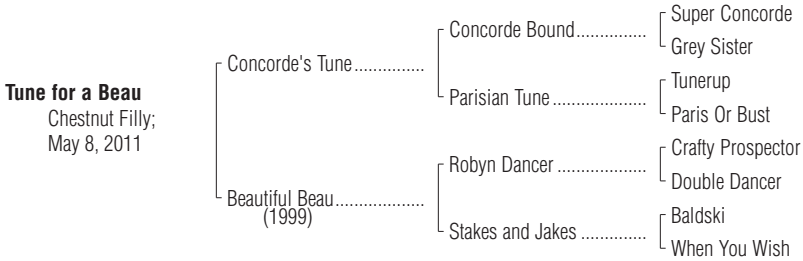 Super Concorde
Concorde Bound...............
Grey Sister
Concorde's Tune...............
Tunerup
Parisian Tune ....................
Paris Or Bust
Tune for a Beau
Chestnut Filly;
May 8, 2011
Crafty Prospector
Robyn Dancer ...................
Double Dancer
Beautiful Beau...................
(1999)
Baldski
Stakes and Jakes ..............
When You Wish